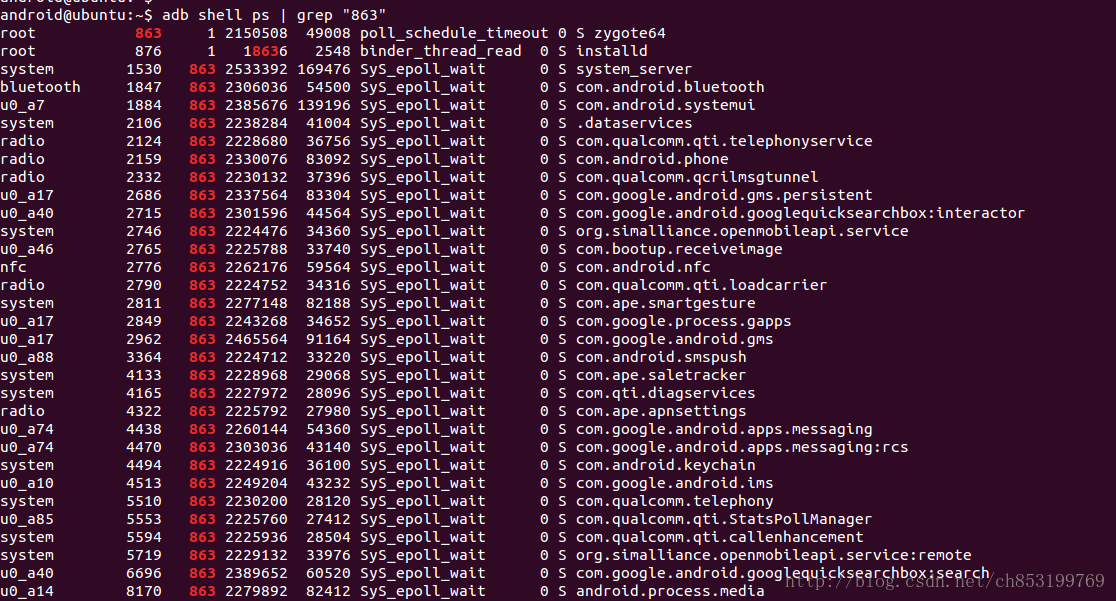 android@ubuntu:~$ adb shell ps | grep "863"
root 863 1 2150508 49008 poll_schedule_timeout 0 S zygote64
root 876 1 18636 2548 binder_thread_read 0 S installd
system 1530 863 2533392 169476 SyS_epoll_wait 0 S system_server
bluetooth 1847 863 2306036 54500 SyS_epoll_wait 0 S com.android.bluetooth
u0_a7 1884 863 2385676 139196 SyS_epoll_wait 0 S com.android.systemui
system 2106 863 2238284 41004 SyS_epoll_wait 0 S .dataservices
radio 2124 863 2228680 36756 SyS_epoll_wait 0 S com.qualcomm.qti.telephonyservice
radio 2159 863 2330076 83092 SyS_epoll_wait 0 S com.android.phone
radio 2332 863 2230132 37396 SyS_epoll_wait 0 S com.qualcomm.qcrilmsgtunnel
u0_a17 2686 863 2337564 83304 SyS_epoll_wait 0 S com.google.android.gms.persistent
u0_a40 2715 863 2301596 44564 SyS_epoll_wait 0 S com.google.android.googlequicksearchbox:interactor
system 2746 863 2224476 34360 SyS_epoll_wait 0 S org.simalliance.openmobileapi.service
u0_a46 2765 863 2225788 33740 SyS_epoll_wait 0 S com.bootup.receiveimage
nfc 2776 863 2262176 59564 SyS_epoll_wait 0 S com.android.nfc
radio 2790 863 2224752 34316 SyS_epoll_wait 0 S com.qualcomm.qti.loadcarrier
system 2811 863 2277148 82188 SyS_epoll_wait 0 S com.ape.smartgesture
u0_a17 2849 863 2243268 34652 SyS_epoll_wait 0 S com.google.process.gapps
u0_a17 2962 863 2465564 91164 SyS_epoll_wait 0 S com.google.android.gms
u0_a88 3364 863 2224712 33220 SyS_epoll_wait 0 S com.android.smspush
system 4133 863 2228968 29068 SyS_epoll_wait 0 S com.ape.saletracker
system 4165 863 2227972 28096 SyS_epoll_wait 0 S com.qti.diagservices
radio 4322 863 2225792 27980 SyS_epoll_wait 0 S com.ape.apnsettings
u0_a74 4438 863 2260144 54360 SyS_epoll_wait 0 S com.google.android.apps.messaging
u0_a74 4470 863 2303036 43140 SyS_epoll_wait 0 S com.google.android.apps.messaging:rcs
system 4494 863 2224916 36100 SyS_epoll_wait 0 S com.android.keychain
u0_a10 4513 863 2249204 43232 SyS_epoll_wait 0 S com.google.android.ims
system 5510 863 2230200 28120 SyS_epoll_wait 0 S com.qualcomm.telephony
u0_a85 5553 863 2225760 27412 SyS_epoll_wait 0 S com.qualcomm.qti.StatsPollManager
system 5594 863 2225936 28504 SyS_epoll_wait 0 S com.qualcomm.qti.callenhancement
system 5719 863 2229132 33976 SyS_epoll_wait 0 S org.simalliance.openmobileapi.service:remote
u0_a40 6696 863 2389652 60520 SyS_epoll_wait 0 S com.google.android.googlequicksearchbox:search
u0_a14 8170 863 2279892 82412 SyS_epoll_wait 0 S android.process.media
http://blog.csdn.net/ch853199769